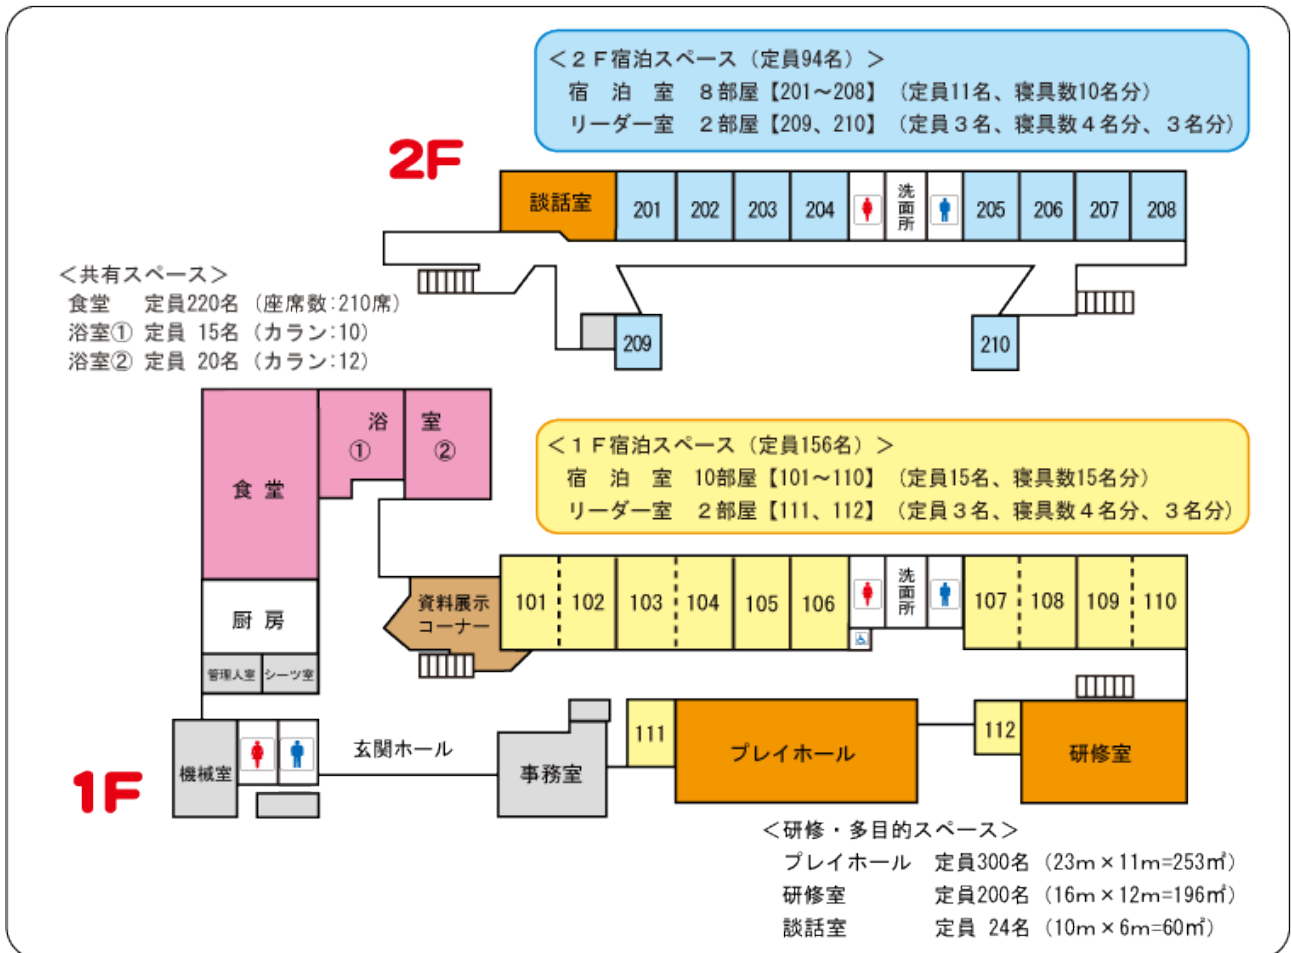 ＜２Ｆ宿泊スペース（定員94名）＞
宿　泊　室　８部屋【201～208】（定員11名、寝具数10名分）
リーダー室　２部屋【209、210】（定員３名、寝具数４名分、３名分）
2F
談話室
201
202
203
204
洗面所
205
206
207
208
209
210
＜共有スペース＞
食堂　定員220名（座席数:210席）
浴室① 定員 15名（カラン:10）
浴室② 定員 20名（カラン:12）
浴　室
①
②
食 堂
＜１Ｆ宿泊スペース（定員156名）＞
宿　泊　室　10部屋【101～110】（定員15名、寝具数15名分）
リーダー室　２部屋【111、112】（定員３名、寝具数４名分、３名分）
資料展示
コーナー
101
102
103
104
105
106
洗面所
107
108
109
110
厨 房
管理人室
シーツ室
機械室
玄関ホール
事務室
111
プレイホール
112
研修室
1F
＜研修・多目的スペース＞
プレイホール　定員300名（23ｍ×11ｍ=253㎡）
研修室　定員200名（16ｍ×12ｍ=196㎡）
談話室　定員 24名（10ｍ×6ｍ=60㎡）